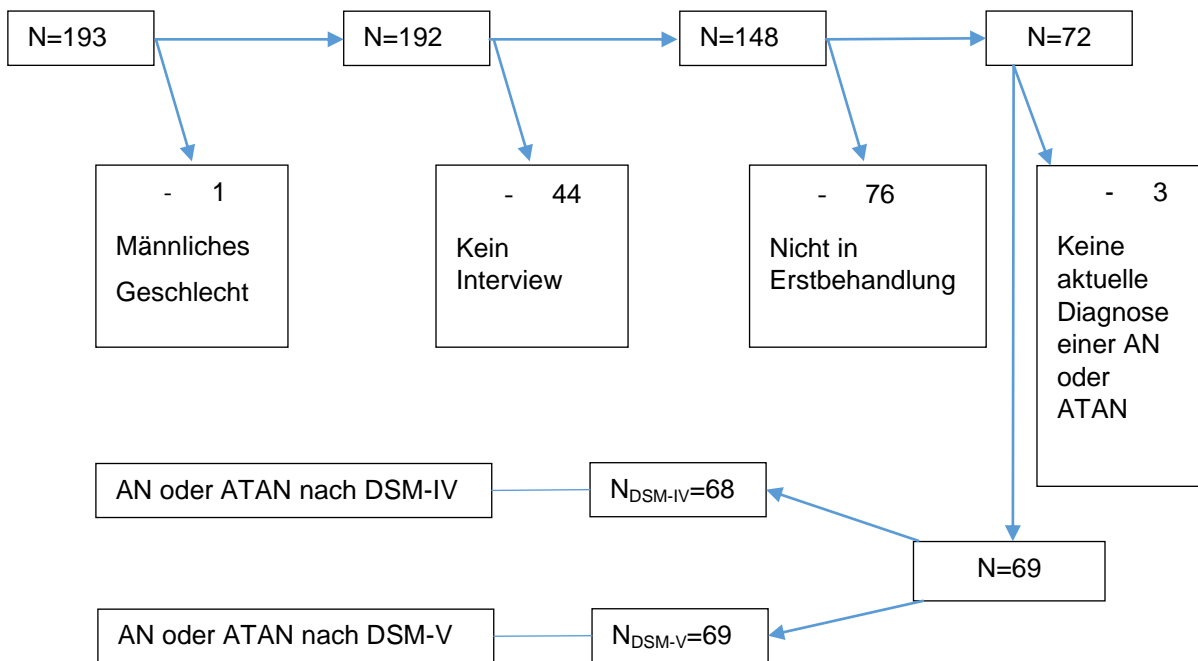 N=193
N=192
N=148
N=72
- 1
Männliches
Geschlecht
- 44
Kein
Interview
- 76
Nicht in
Erstbehandlung
- 3
Keine
aktuelle
Diagnose
einer AN
oder
ATAN
AN oder ATAN nach DSM-IV
NDSM-IV=68
N=69
AN oder ATAN nach DSM-V
NDSM-V=69